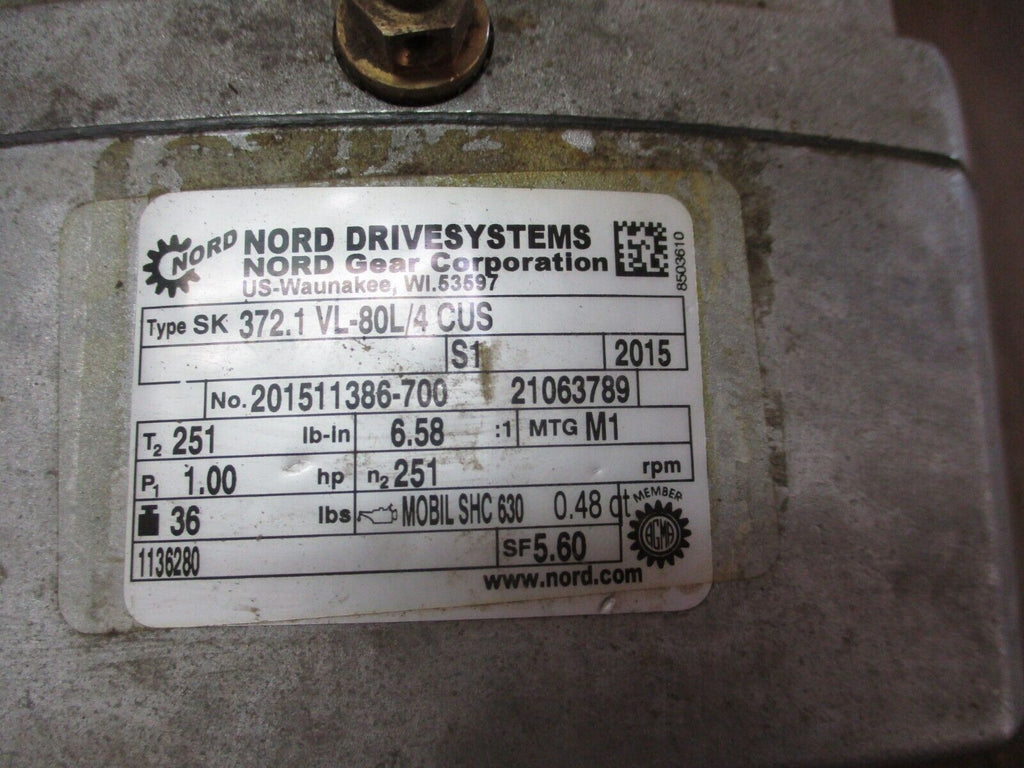 NORD NORD DRIVESYSTEMS
NORD Gear Corporation
US-Waunakee, WI.53597
8503610
Type SK 372.1 VL-80L/4 CUS
S1 2015
No. 201511386-700 21063789
T2 251 lb-in 6.58 :1 MTG M1
P1 1.00 hp n2 251 rpm
36 lbs MOBIL SHC 630 0.48 qt
MEMBER
AGMA
1136280 SF 5.60
www.nord.com